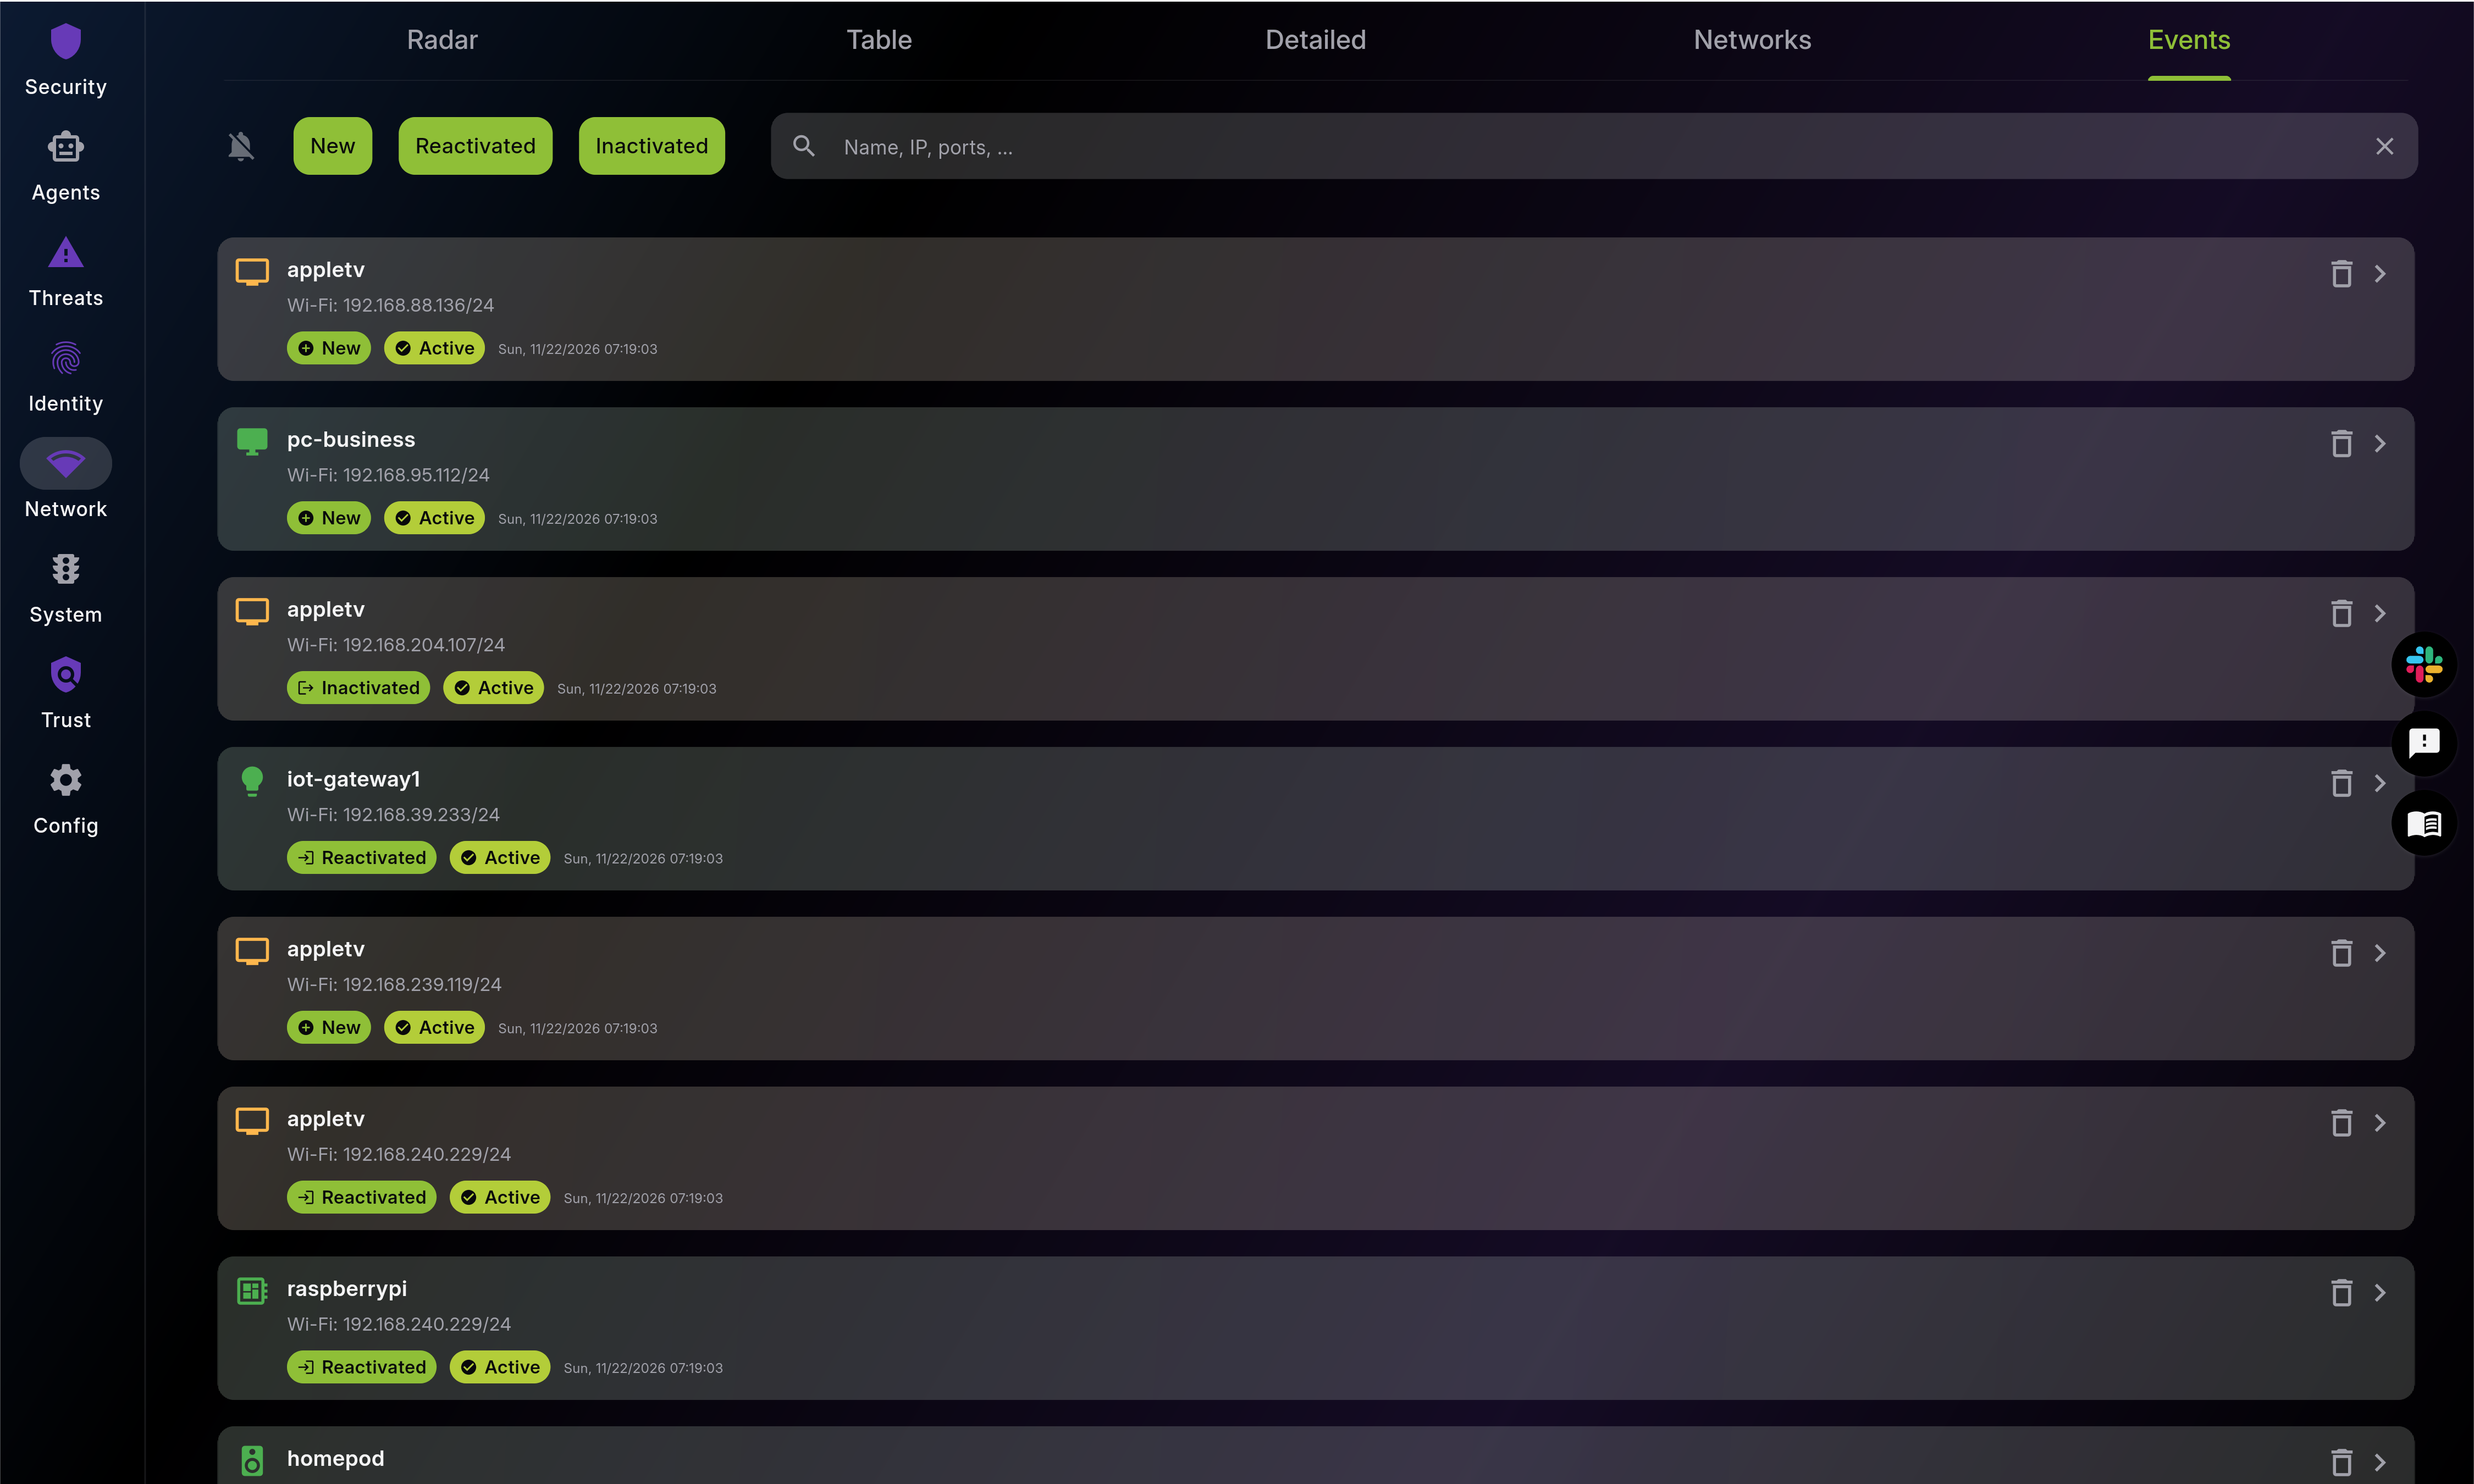 Security
Agents
Threats
Identity
Network
System
Trust
Config
Radar Table Detailed Networks Events
New Reactivated Inactivated Name, IP, ports, ...
appletv
Wi-Fi: 192.168.88.136/24
New Active Sun, 11/22/2026 07:19:03
pc-business
Wi-Fi: 192.168.95.112/24
New Active Sun, 11/22/2026 07:19:03
appletv
Wi-Fi: 192.168.204.107/24
Inactivated Active Sun, 11/22/2026 07:19:03
iot-gateway1
Wi-Fi: 192.168.39.233/24
Reactivated Active Sun, 11/22/2026 07:19:03
appletv
Wi-Fi: 192.168.239.119/24
New Active Sun, 11/22/2026 07:19:03
appletv
Wi-Fi: 192.168.240.229/24
Reactivated Active Sun, 11/22/2026 07:19:03
raspberrypi
Wi-Fi: 192.168.240.229/24
Reactivated Active Sun, 11/22/2026 07:19:03
homepod